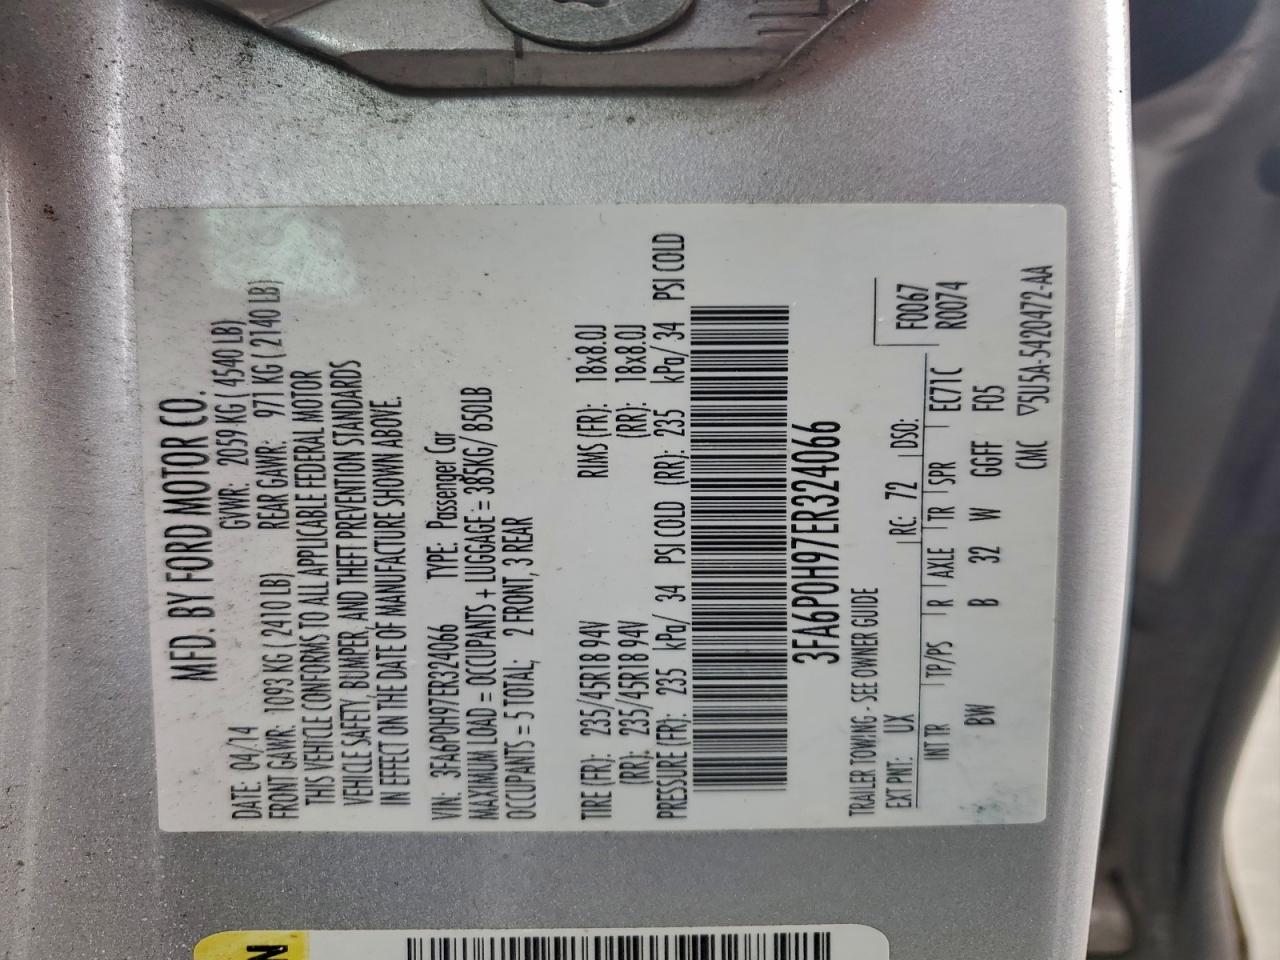 MFD. BY FORD MOTOR CO.
DATE: 04/14 GVWR: 2059 KG ( 4540 LB)
FRONT GAWR: 1093 KG ( 2410 LB) REAR GAWR: 971 KG ( 2140 LB)
THIS VEHICLE CONFORMS TO ALL APPLICABLE FEDERAL MOTOR
VEHICLE SAFETY, BUMPER, AND THEFT PREVENTION STANDARDS
IN EFFECT ON THE DATE OF MANUFACTURE SHOWN ABOVE.
VIN: 3FA6P0H97ER324066 TYPE: Passenger Car
MAXIMUM LOAD = OCCUPANTS + LUGGAGE = 385KG/ 850LB
OCCUPANTS = 5 TOTAL; 2 FRONT, 3 REAR
TIRE (FR): 235/45R18 94V RIMS (FR): 18x8.0J
(RR): 235/45R18 94V (RR): 18x8.0J
PRESSURE (FR): 235 kPa/ 34 PSI COLD (RR): 235 kPa/ 34 PSI COLD
3FA6P0H97ER324066
TRAILER TOWING - SEE OWNER GUIDE
EXT PNT: UX RC: 72 DSO: F0067
R0074
INT TR TP/PS R AXLE TR SPR EC71C
BW B 32 W GGFF F05
CMC ▽5U5A-5420472-AA
N